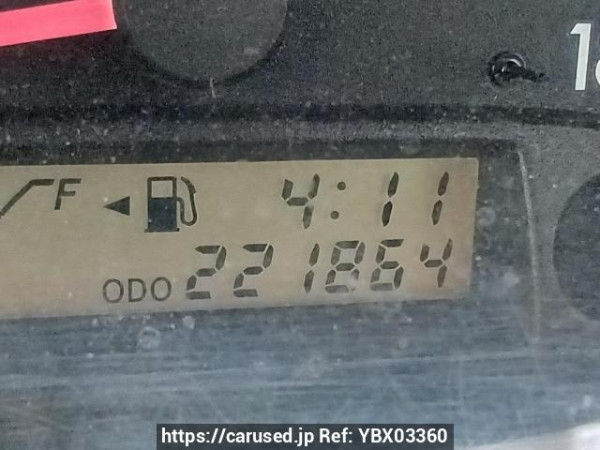 F 4:11
ODO 221864
https://carused.jp Ref: YBX03360